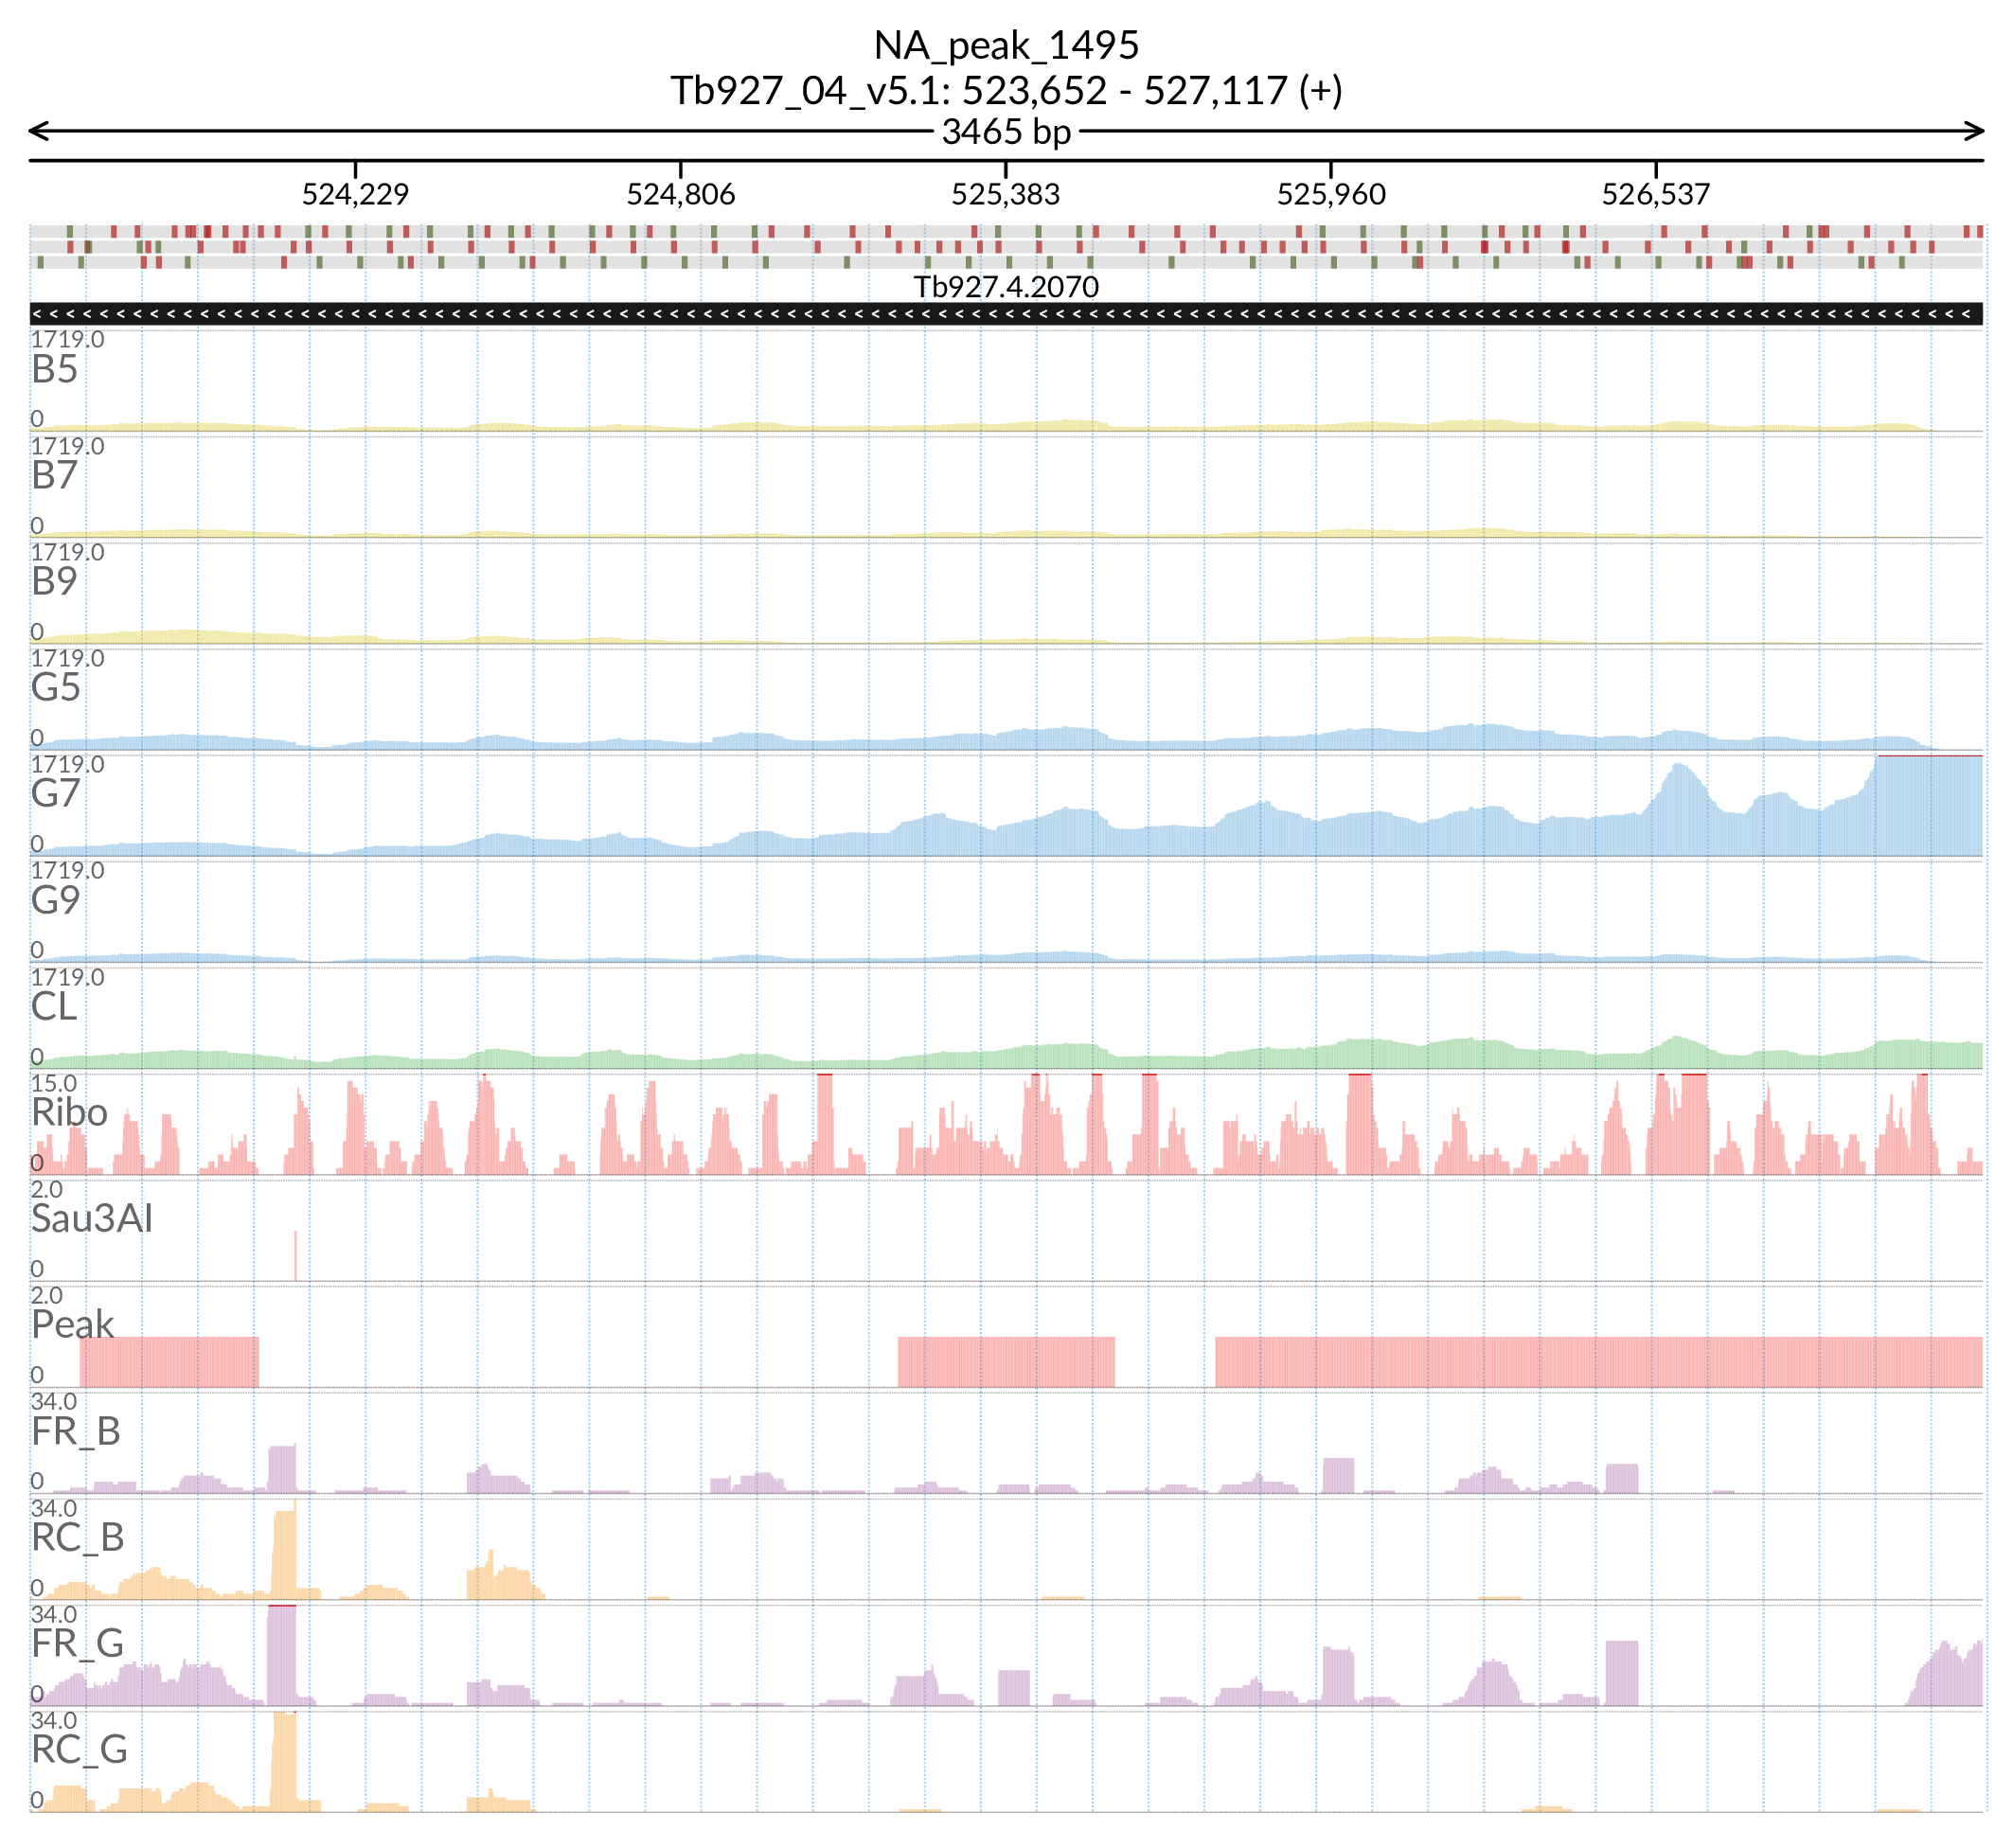 NA_peak_1495
Tb927_04_v5.1: 523,652 - 527,117 (+)
3465 bp
524,229 524,806 525,383 525,960 526,537
Tb927.4.2070
1719.0
B5
0
1719.0
B7
0
1719.0
B9
0
1719.0
G5
0
1719.0
G7
0
1719.0
G9
0
1719.0
CL
0
15.0
Ribo
0
2.0
Sau3AI
0
2.0
Peak
0
34.0
FR_B
0
34.0
RC_B
0
34.0
FR_G
0
34.0
RC_G
0